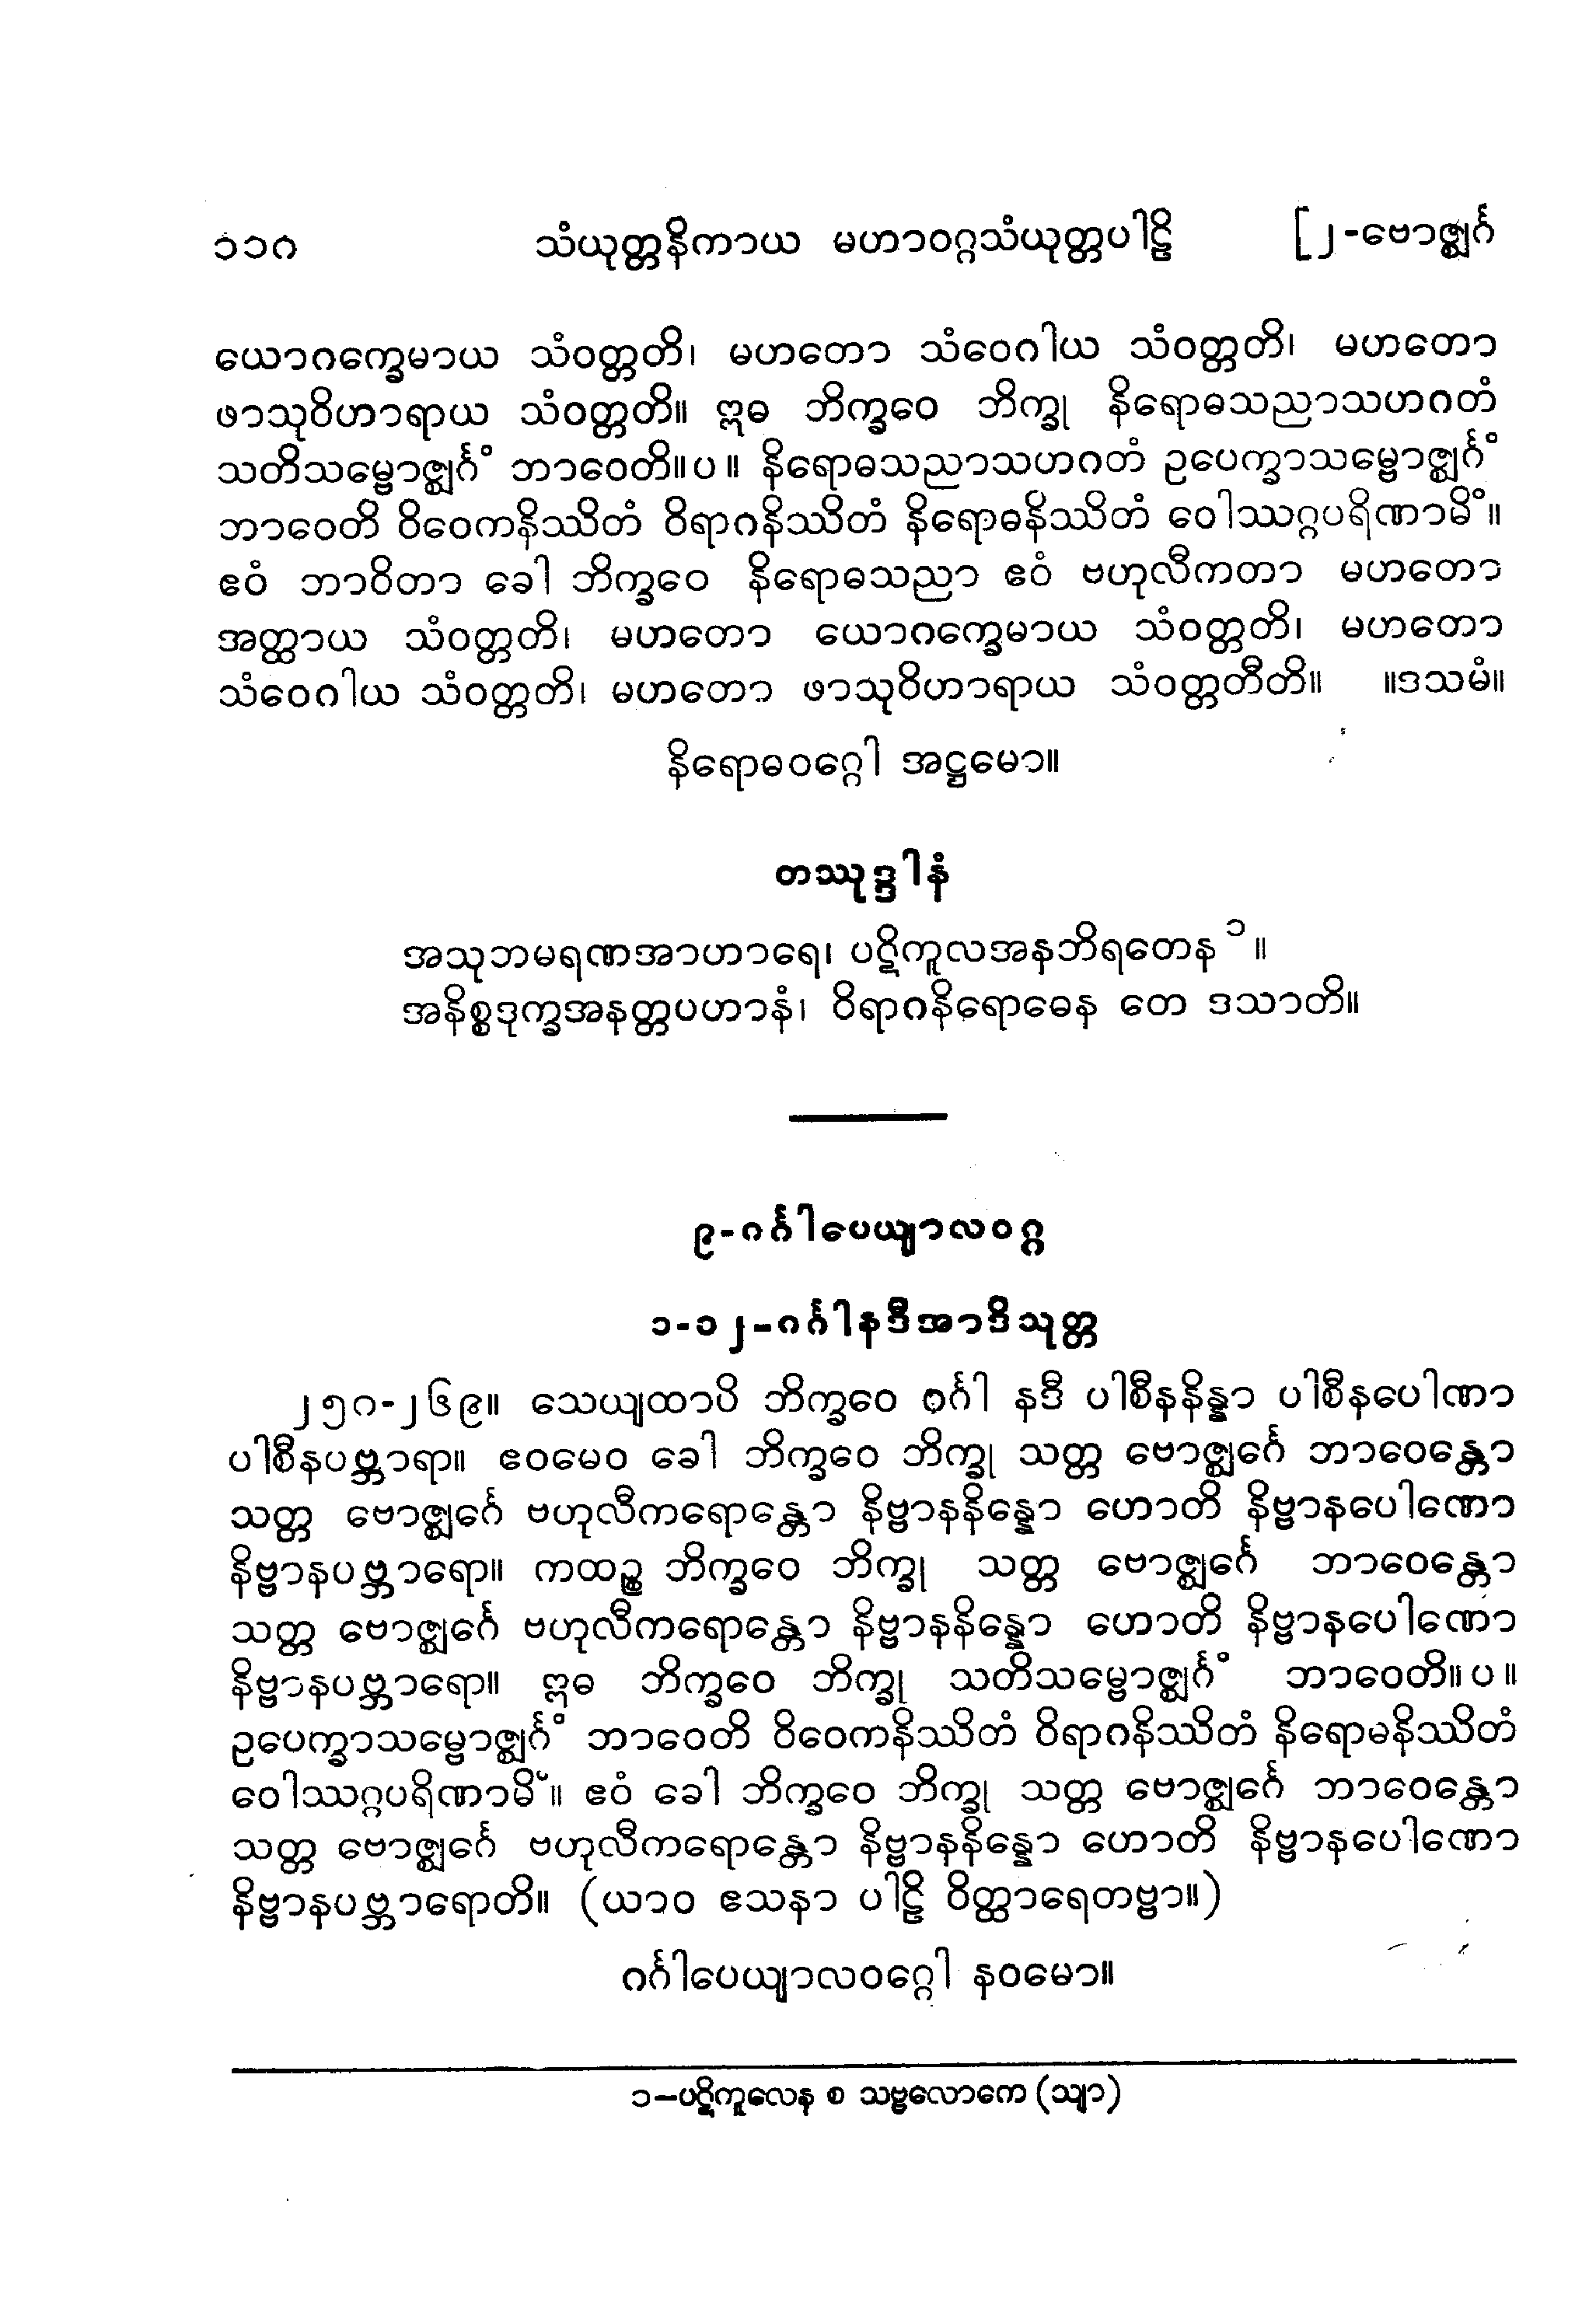 ၁၁၀ သံယုတ္တနိကာယ မဟာဝဂ္ဂသံယုတ္တပါဠိ [၂-ဗောဇ္ဈင်္ဂ
ယောဂက္ခေမာယ သံဝတ္တတိ၊ မဟတော သံဝေဂါယ သံဝတ္တတိ၊ မဟတော
ဖာသုဝိဟာရာယ သံဝတ္တတိ။ ဣဓ ဘိက္ခဝေ ဘိက္ခု နိရောဓသညာသဟဂတံ
သတိသမ္ဗောဇ္ဈင်္ဂံ ဘာဝေတိ။ပ။ နိရောဓသညာသဟဂတံ ဥပေက္ခာသမ္ဗောဇ္ဈင်္ဂံ
ဘာဝေတိ ဝိဝေကနိဿိတံ ဝိရာဂနိဿိတံ နိရောဓနိဿိတံ ဝေါဿဂ္ဂပရိဏာမိံ။
ဧဝံ ဘာဝိတာ ခေါ ဘိက္ခဝေ နိရောဓသညာ ဧဝံ ဗဟုလီကတာ မဟတော
အတ္ထာယ သံဝတ္တတိ၊ မဟတော ယောဂက္ခေမာယ သံဝတ္တတိ၊ မဟတော
သံဝေဂါယ သံဝတ္တတိ၊ မဟတော ဖာသုဝိဟာရာယ သံဝတ္တတီတိ။ ။ဒသမံ။
နိရောဓဝဂ္ဂေါ အဋ္ဌမော။
တဿုဒ္ဒါနံ
အသုဘမရဏအာဟာရေ၊ ပဋိကူလအနဘိရတေန ၁ ။
အနိစ္စဒုက္ခအနတ္တပဟာနံ၊ ဝိရာဂနိရောဓေန တေ ဒသာတိ။
၉-ဂင်္ဂါပေယျာလဝဂ္ဂ
၁-၁၂-ဂင်္ဂါနဒီအာဒိသုတ္တ
၂၅၈-၂၆၉။ သေယျထာပိ ဘိက္ခဝေ ဂင်္ဂါ နဒီ ပါစီနနိန္နာ ပါစီနပေါဏာ
ပါစီနပဗ္ဘာရာ။ ဧဝမေဝ ခေါ ဘိက္ခဝေ ဘိက္ခု သတ္တ ဗောဇ္ဈင်္ဂေ ဘာဝေန္တော
သတ္တ ဗောဇ္ဈင်္ဂေ ဗဟုလီကရောန္တော နိဗ္ဗာနနိန္နော ဟောတိ နိဗ္ဗာနပေါဏော
နိဗ္ဗာနပဗ္ဘာရော။ ကထဉ္စ ဘိက္ခဝေ ဘိက္ခု သတ္တ ဗောဇ္ဈင်္ဂေ ဘာဝေန္တော
သတ္တ ဗောဇ္ဈင်္ဂေ ဗဟုလီကရောန္တော နိဗ္ဗာနနိန္နော ဟောတိ နိဗ္ဗာနပေါဏော
နိဗ္ဗာနပဗ္ဘာရော။ ဣဓ ဘိက္ခဝေ ဘိက္ခု သတိသမ္ဗောဇ္ဈင်္ဂံ ဘာဝေတိ။ပ။
ဥပေက္ခာသမ္ဗောဇ္ဈင်္ဂံ ဘာဝေတိ ဝိဝေကနိဿိတံ ဝိရာဂနိဿိတံ နိရောဓနိဿိတံ
ဝေါဿဂ္ဂပရိဏာမိံ။ ဧဝံ ခေါ ဘိက္ခဝေ ဘိက္ခု သတ္တ ဗောဇ္ဈင်္ဂေ ဘာဝေန္တော
သတ္တ ဗောဇ္ဈင်္ဂေ ဗဟုလီကရောန္တော နိဗ္ဗာနနိန္နော ဟောတိ နိဗ္ဗာနပေါဏော
နိဗ္ဗာနပဗ္ဘာရောတိ။ (ယာဝ ဧသနာ ပါဠိ ဝိတ္ထာရေတဗ္ဗာ။)
ဂင်္ဂါပေယျာလဝဂ္ဂေါ နဝမော။
၁-ပဋိကူလေန စ သဗ္ဗလောကေ (သျာ)